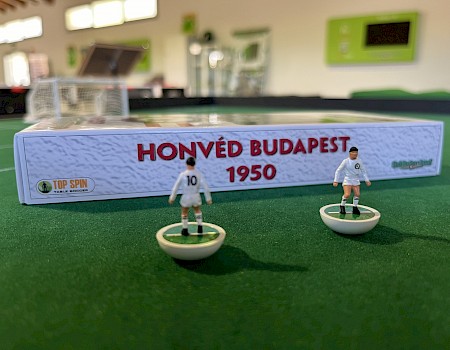 HONVÉD BUDAPEST
1950
TOP SPIN
10